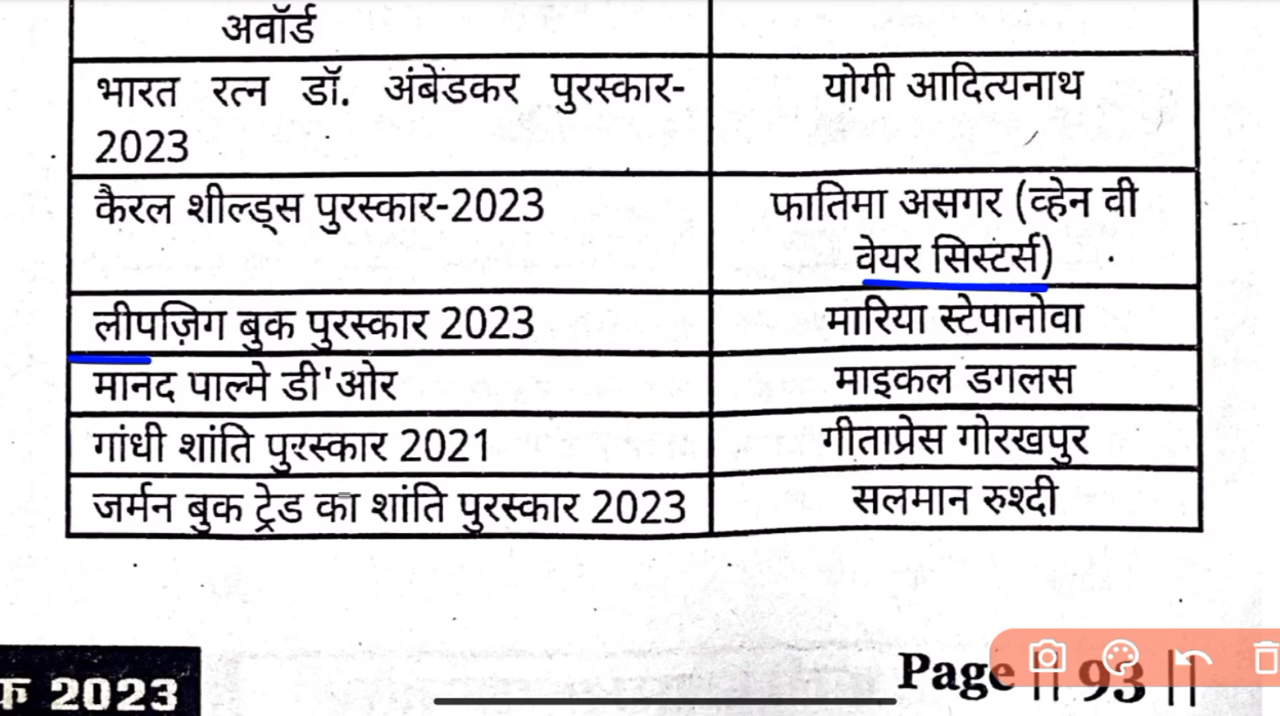 अवॉर्ड
भारत रत्न डॉ. अंबेंडकर पुरस्कार-
2023
योगी आदित्यनाथ
कैरल शील्ड्स पुरस्कार-2023
फातिमा असगर (व्हेन वी
वेयर सिस्टर्स)
लीपज़िग बुक पुरस्कार 2023
मारिया स्टेपानोवा
मानद पाल्मे डी'ओर
माइकल डगलस
गांधी शांति पुरस्कार 2021
गीताप्रेस गोरखपुर
जर्मन बुक ट्रेड का शांति पुरस्कार 2023
सलमान रुश्दी
2023
Page || 93 ||